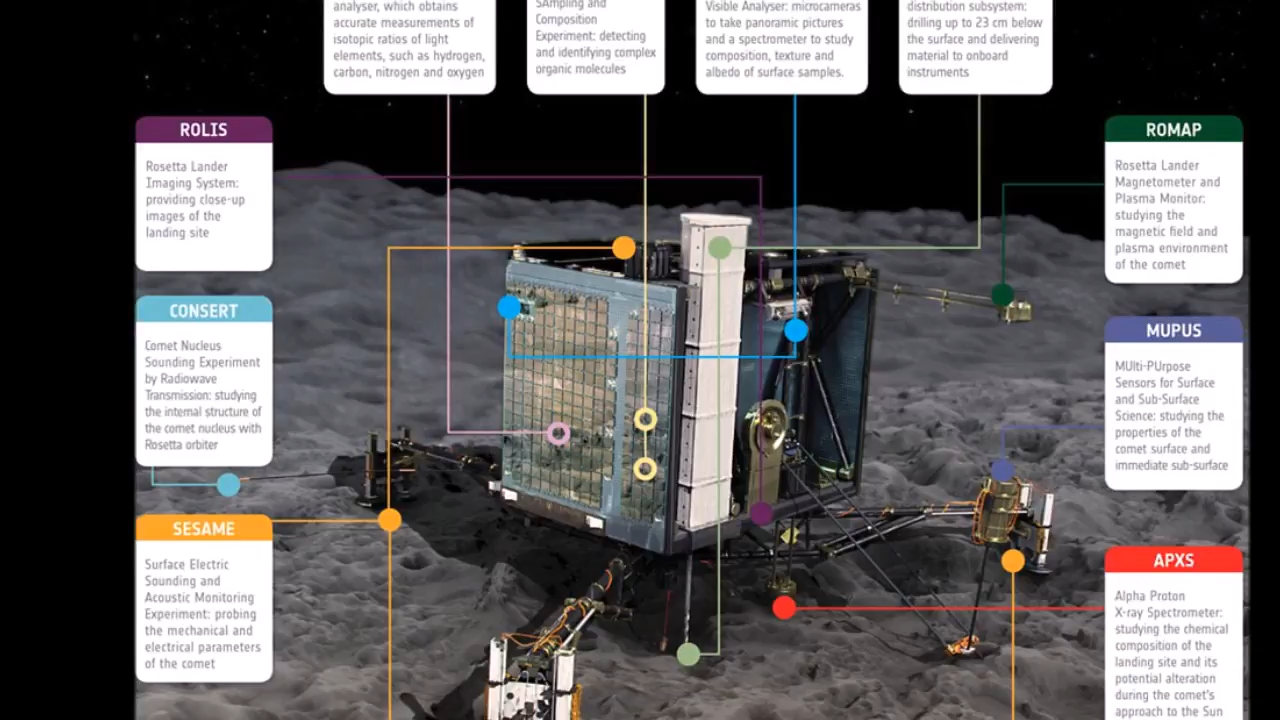 analyser, which obtains
accurate measurements of
isotopic ratios of light
elements, such as hydrogen,
carbon, nitrogen and oxygen
SAmpling and
Composition
Experiment: detecting
and identifying complex
organic molecules
Visible Analyser: microcameras
to take panoramic pictures
and a spectrometer to study
composition, texture and
albedo of surface samples.
distribution subsystem:
drilling up to 23 cm below
the surface and delivering
material to onboard
instruments
ROLIS
Rosetta Lander
Imaging System:
providing close-up
images of the
landing site
CONSERT
Comet Nucleus
Sounding Experiment
by Radiowave
Transmission: studying
the internal structure of
the comet nucleus with
Rosetta orbiter
SESAME
Surface Electric
Sounding and
Acoustic Monitoring
Experiment: probing
the mechanical and
electrical parameters
of the comet
ROMAP
Rosetta Lander
Magnetometer and
Plasma Monitor:
studying the
magnetic field and
plasma environment
of the comet
MUPUS
MUlti-PUrpose
Sensors for Surface
and Sub-Surface
Science: studying the
properties of the
comet surface and
immediate sub-surface
APXS
Alpha Proton
X-ray Spectrometer:
studying the chemical
composition of the
landing site and its
potential alteration
during the comet's
approach to the Sun